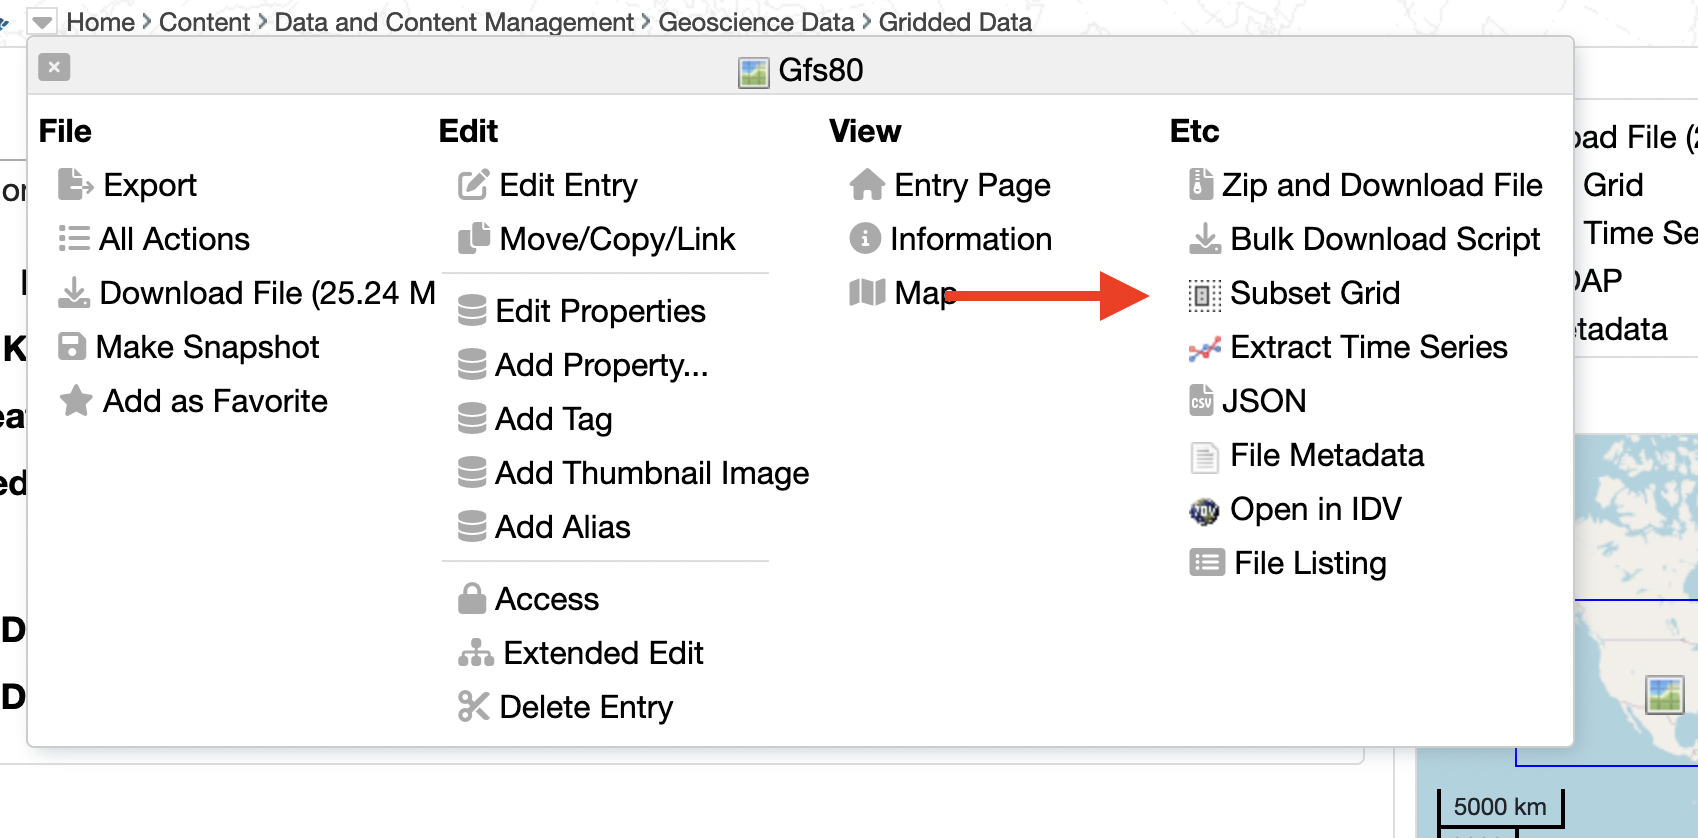 Home > Content > Data and Content Management > Geoscience Data > Gridded Data
Gfs80
File
Export
All Actions
Download File (25.24 M
Make Snapshot
Add as Favorite
Edit
Edit Entry
Move/Copy/Link
Edit Properties
Add Property...
Add Tag
Add Thumbnail Image
Add Alias
Access
Extended Edit
Delete Entry
View
Entry Page
Information
Map
Etc
Zip and Download File
Bulk Download Script
Subset Grid
Extract Time Series
CSV JSON
File Metadata
IDV Open in IDV
File Listing
File (
Grid
Time Se
5000 km